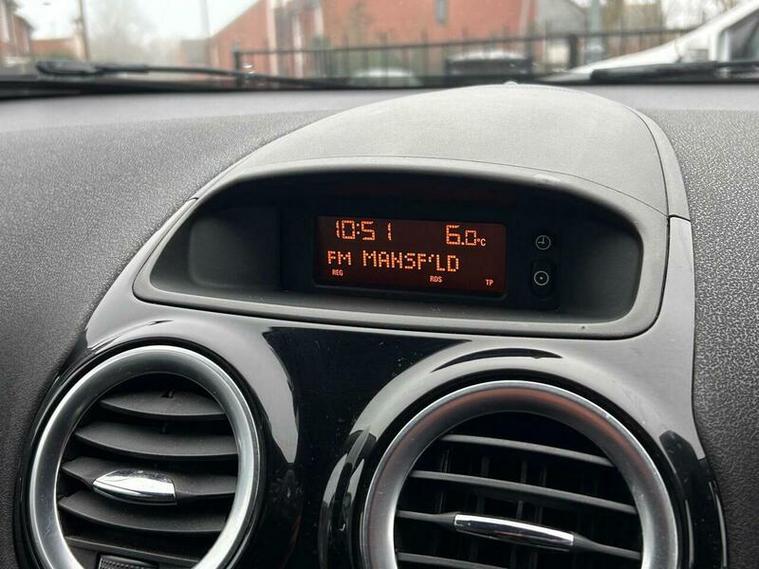 10:51 6.0°C
FM MANSF'LD
REG RDS TP